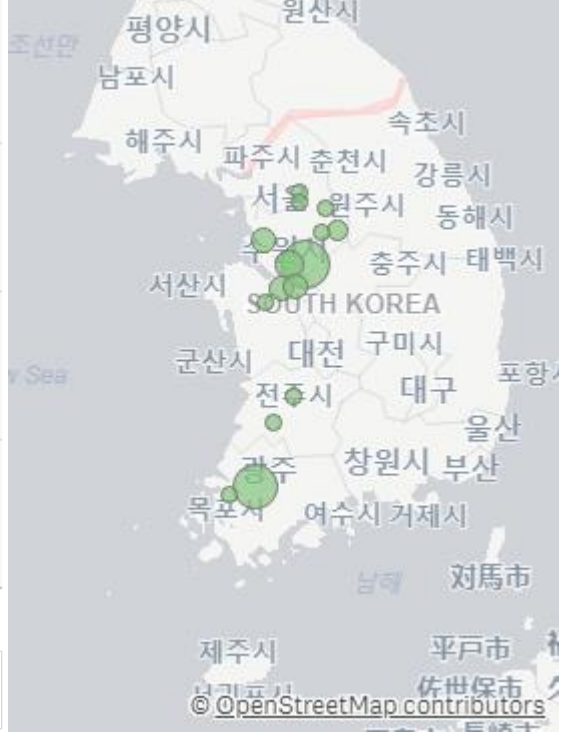 원산시
평양시
조선만
남포시
속초시
해주시
파주시 춘천시
강릉시
서울
원주시
동해시
충주시 태백시
서산시
SOUTH KOREA
구미시
대전
군산시
Sea
포항
대구
전주시
울산
광주
창원시 부산
목포시
여수시 거제시
남해
対馬市
제주시
平戸市
佐世保市
서귀포시
© OpenStreetMap contributors